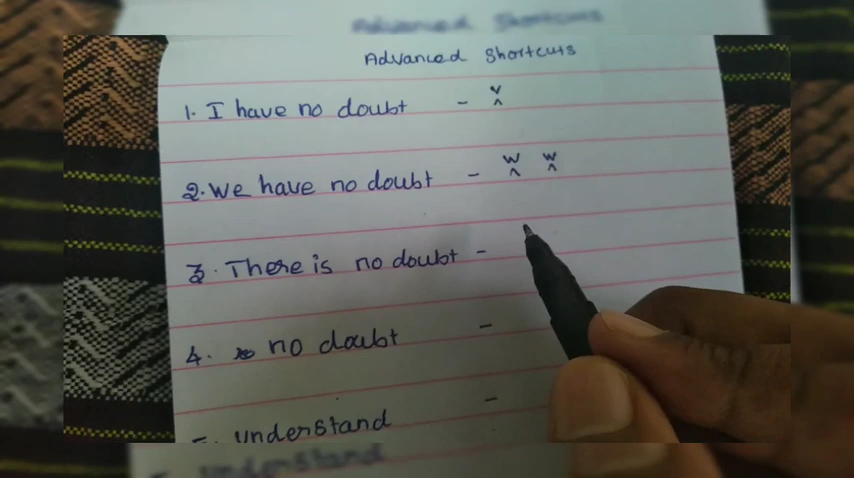 Advanced Shortcuts
1. I have no doubt -
2. We have no doubt -
3. There is no doubt -
4. no doubt -
5. understand -